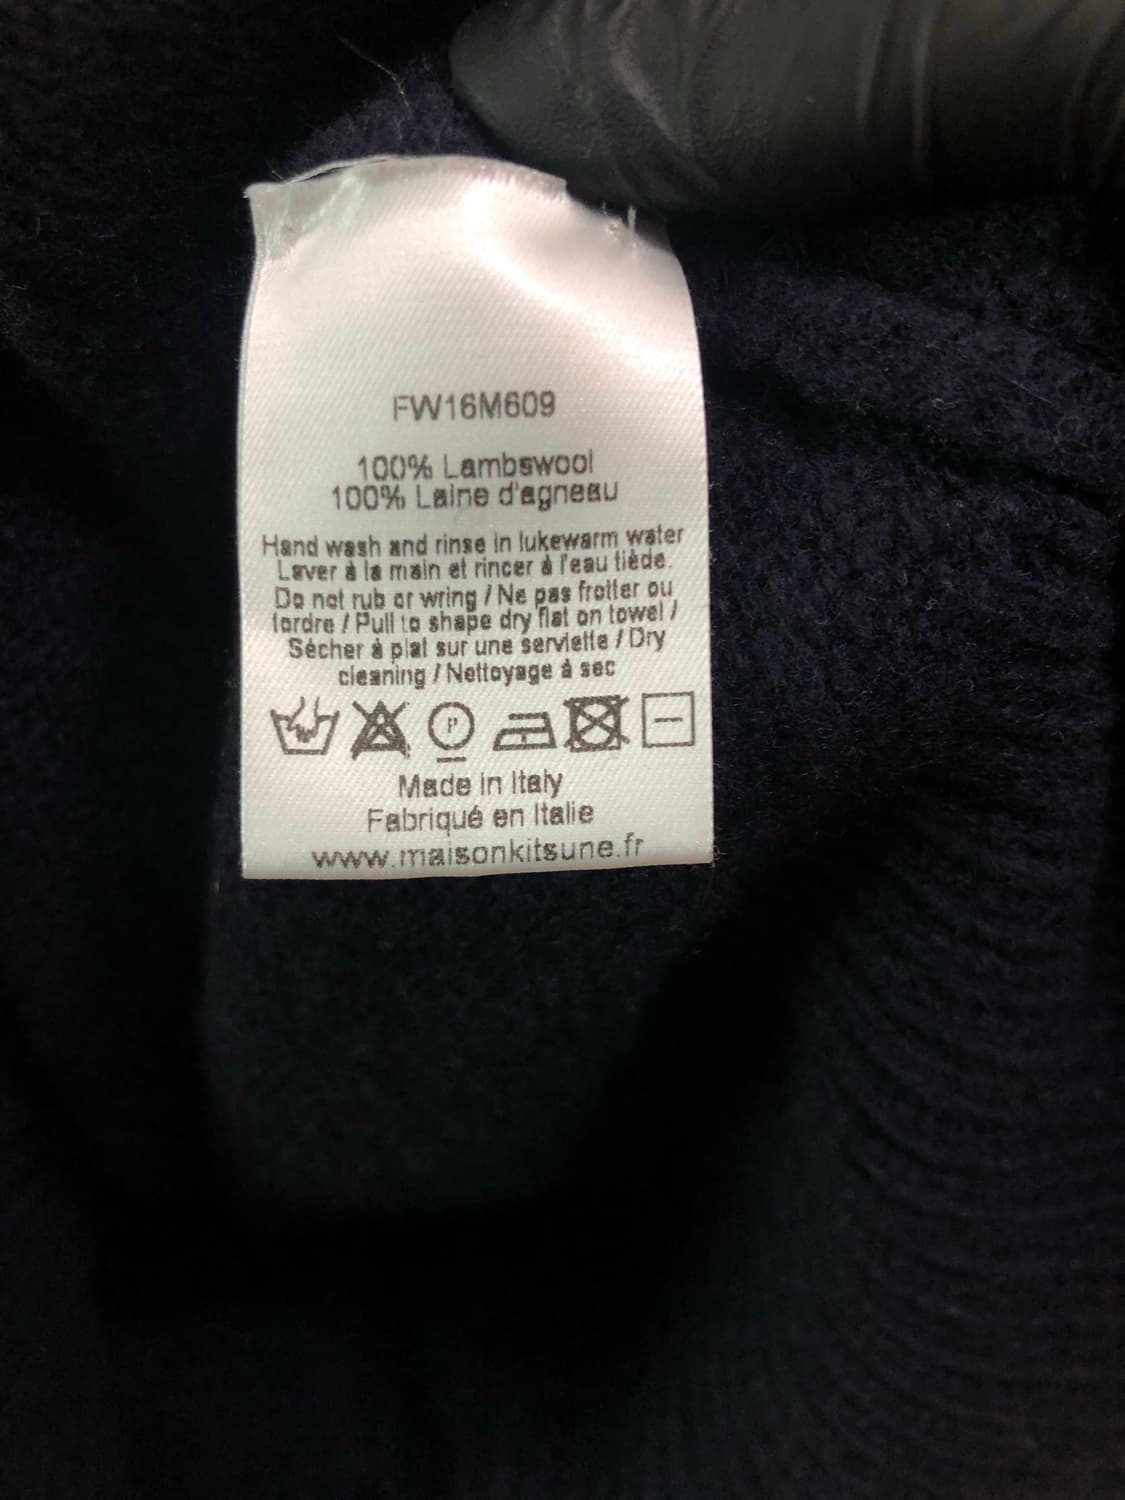 FW16M609
100% Lambswool
100% Laine d'agneau
Hand wash and rinse in lukewarm water
Laver à la main et rincer à l'eau tiède.
Do not rub or wring / Ne pas frotter ou
tordre / Pull to shape dry flat on towel /
Sécher à plat sur une serviette / Dry
cleaning / Nettoyage à sec
P
Made in Italy
Fabriqué en Italie
www.maisonkitsune.fr